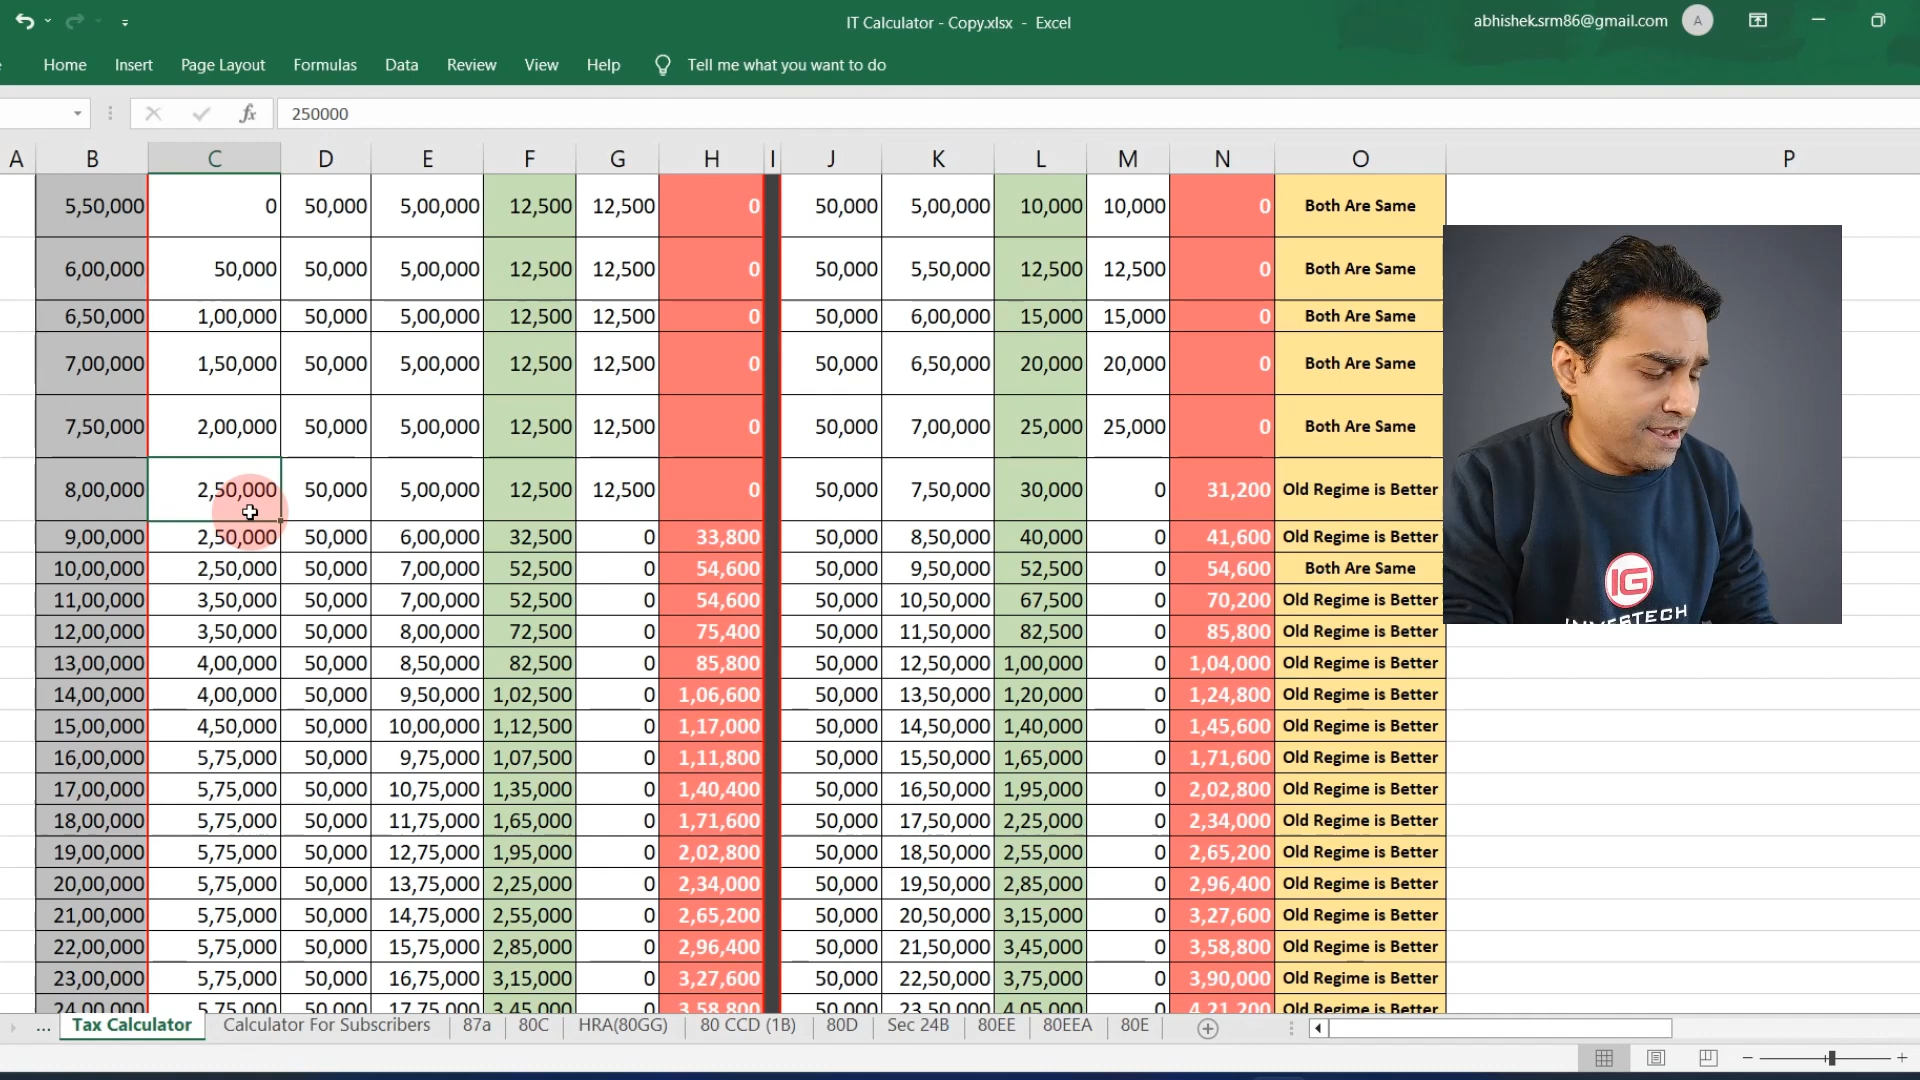 IT Calculator - Copy.xlsx - Excel
abhishek.srm86@gmail.com A
Home Insert Page Layout Formulas Data Review View Help Tell me what you want to do
fx 250000
A B C D E F G H I J K L M N O P
5,50,000 0 50,000 5,00,000 12,500 12,500 0 50,000 5,00,000 10,000 10,000 0 Both Are Same
6,00,000 50,000 50,000 5,00,000 12,500 12,500 0 50,000 5,50,000 12,500 12,500 0 Both Are Same
6,50,000 1,00,000 50,000 5,00,000 12,500 12,500 0 50,000 6,00,000 15,000 15,000 0 Both Are Same
7,00,000 1,50,000 50,000 5,00,000 12,500 12,500 0 50,000 6,50,000 20,000 20,000 0 Both Are Same
7,50,000 2,00,000 50,000 5,00,000 12,500 12,500 0 50,000 7,00,000 25,000 25,000 0 Both Are Same
8,00,000 2,50,000 50,000 5,00,000 12,500 12,500 0 50,000 7,50,000 30,000 0 31,200 Old Regime is Better
9,00,000 2,50,000 50,000 6,00,000 32,500 0 33,800 50,000 8,50,000 40,000 0 41,600 Old Regime is Better
10,00,000 2,50,000 50,000 7,00,000 52,500 0 54,600 50,000 9,50,000 52,500 0 54,600 Both Are Same
11,00,000 3,50,000 50,000 7,00,000 52,500 0 54,600 50,000 10,50,000 67,500 0 70,200 Old Regime is Better
12,00,000 3,50,000 50,000 8,00,000 72,500 0 75,400 50,000 11,50,000 82,500 0 85,800 Old Regime is Better
13,00,000 4,00,000 50,000 8,50,000 82,500 0 85,800 50,000 12,50,000 1,00,000 0 1,04,000 Old Regime is Better
14,00,000 4,00,000 50,000 9,50,000 1,02,500 0 1,06,600 50,000 13,50,000 1,20,000 0 1,24,800 Old Regime is Better
15,00,000 4,50,000 50,000 10,00,000 1,12,500 0 1,17,000 50,000 14,50,000 1,40,000 0 1,45,600 Old Regime is Better
16,00,000 5,75,000 50,000 9,75,000 1,07,500 0 1,11,800 50,000 15,50,000 1,65,000 0 1,71,600 Old Regime is Better
17,00,000 5,75,000 50,000 10,75,000 1,35,000 0 1,40,400 50,000 16,50,000 1,95,000 0 2,02,800 Old Regime is Better
18,00,000 5,75,000 50,000 11,75,000 1,65,000 0 1,71,600 50,000 17,50,000 2,25,000 0 2,34,000 Old Regime is Better
19,00,000 5,75,000 50,000 12,75,000 1,95,000 0 2,02,800 50,000 18,50,000 2,55,000 0 2,65,200 Old Regime is Better
20,00,000 5,75,000 50,000 13,75,000 2,25,000 0 2,34,000 50,000 19,50,000 2,85,000 0 2,96,400 Old Regime is Better
21,00,000 5,75,000 50,000 14,75,000 2,55,000 0 2,65,200 50,000 20,50,000 3,15,000 0 3,27,600 Old Regime is Better
22,00,000 5,75,000 50,000 15,75,000 2,85,000 0 2,96,400 50,000 21,50,000 3,45,000 0 3,58,800 Old Regime is Better
23,00,000 5,75,000 50,000 16,75,000 3,15,000 0 3,27,600 50,000 22,50,000 3,75,000 0 3,90,000 Old Regime is Better
24,00,000 5,75,000 50,000 17,75,000 3,45,000 0 3,58,800 50,000 23,50,000 4,05,000 0 4,21,200 Old Regime is Better
IG
... Tax Calculator Calculator For Subscribers 87a 80C HRA(80GG) 80 CCD (1B) 80D Sec 24B 80EE 80EEA 80E